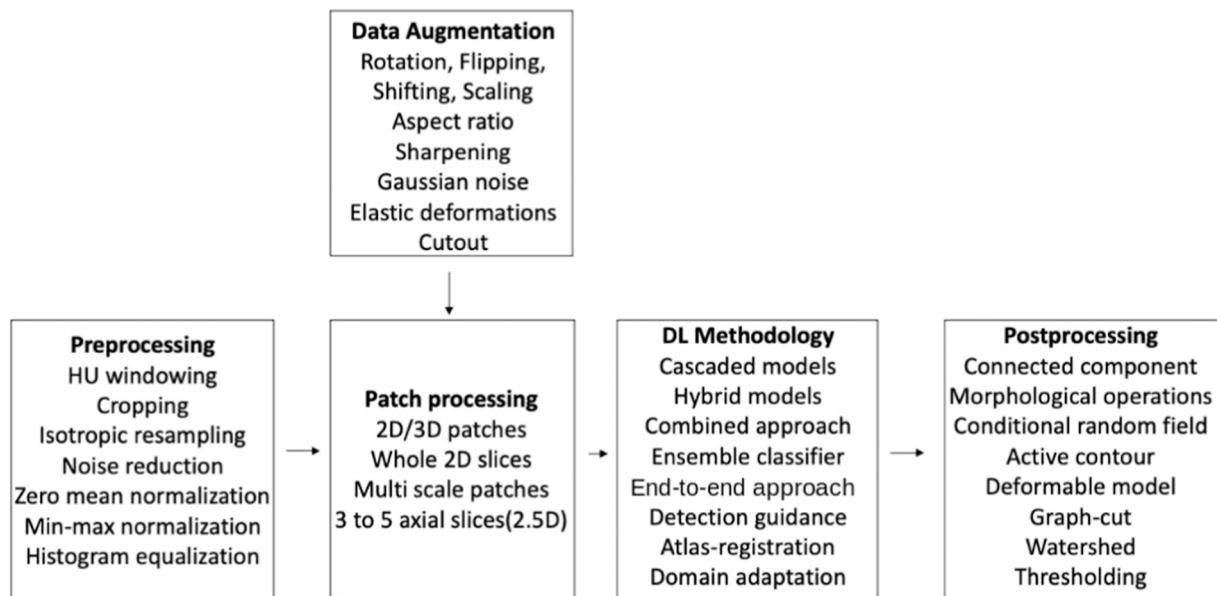 Data Augmentation
Rotation, Flipping,
Shifting, Scaling
Aspect ratio
Sharpening
Gaussian noise
Elastic deformations
Cutout
Preprocessing
HU windowing
Cropping
Isotropic resampling
Noise reduction
Zero mean normalization
Min-max normalization
Histogram equalization
Patch processing
2D/3D patches
Whole 2D slices
Multi scale patches
3 to 5 axial slices(2.5D)
DL Methodology
Cascaded models
Hybrid models
Combined approach
Ensemble classifier
End-to-end approach
Detection guidance
Atlas-registration
Domain adaptation
Postprocessing
Connected component
Morphological operations
Conditional random field
Active contour
Deformable model
Graph-cut
Watershed
Thresholding